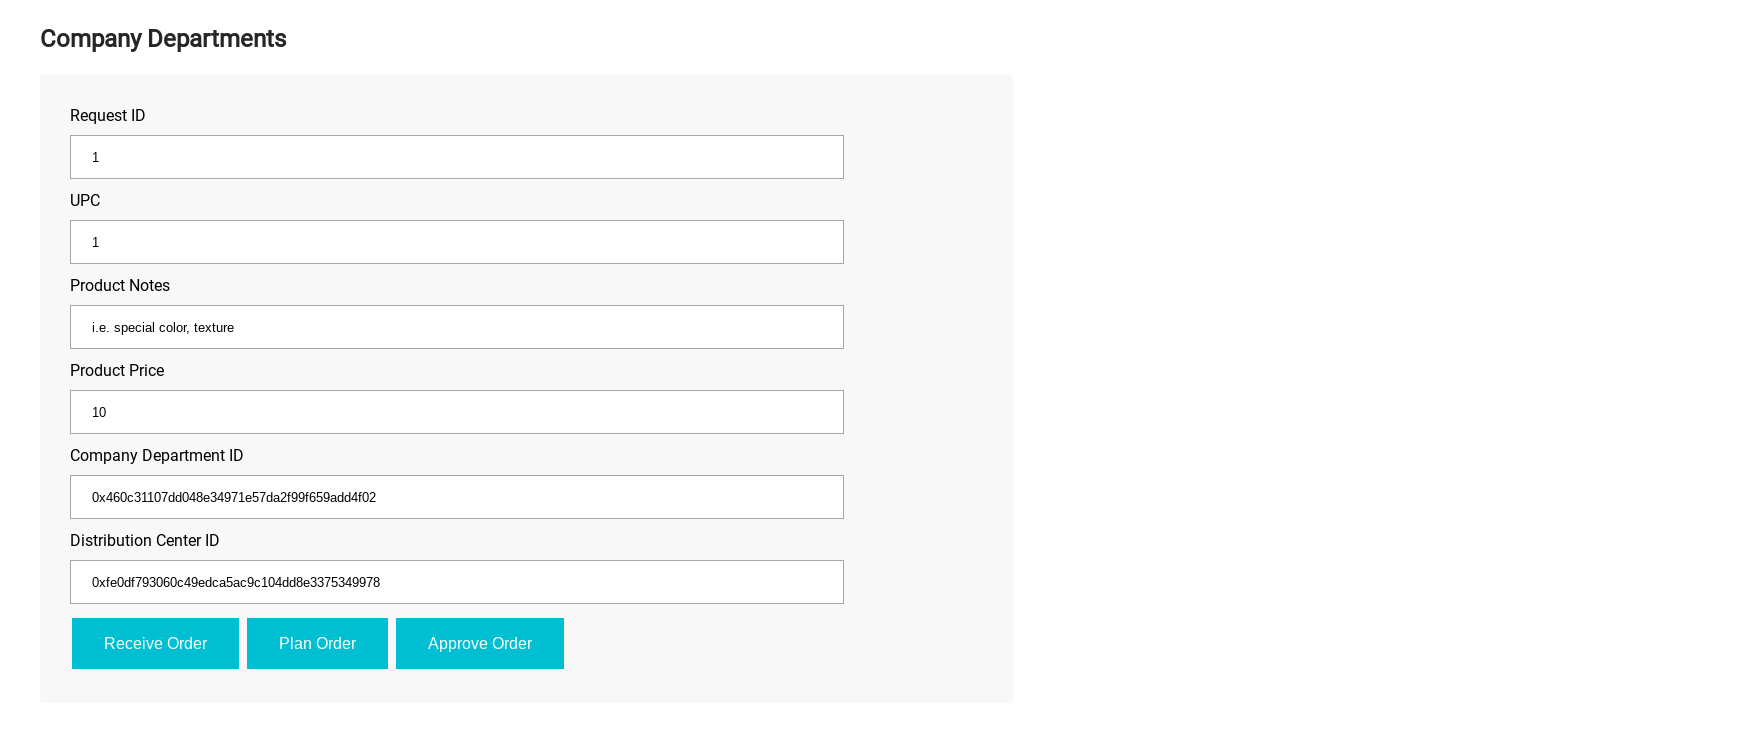 Company Departments
Request ID
1
UPC
1
Product Notes
i.e. special color, texture
Product Price
10
Company Department ID
0x460c31107dd048e34971e57da2f99f659add4f02
Distribution Center ID
0xfe0df793060c49edca5ac9c104dd8e3375349978
Receive Order Plan Order Approve Order